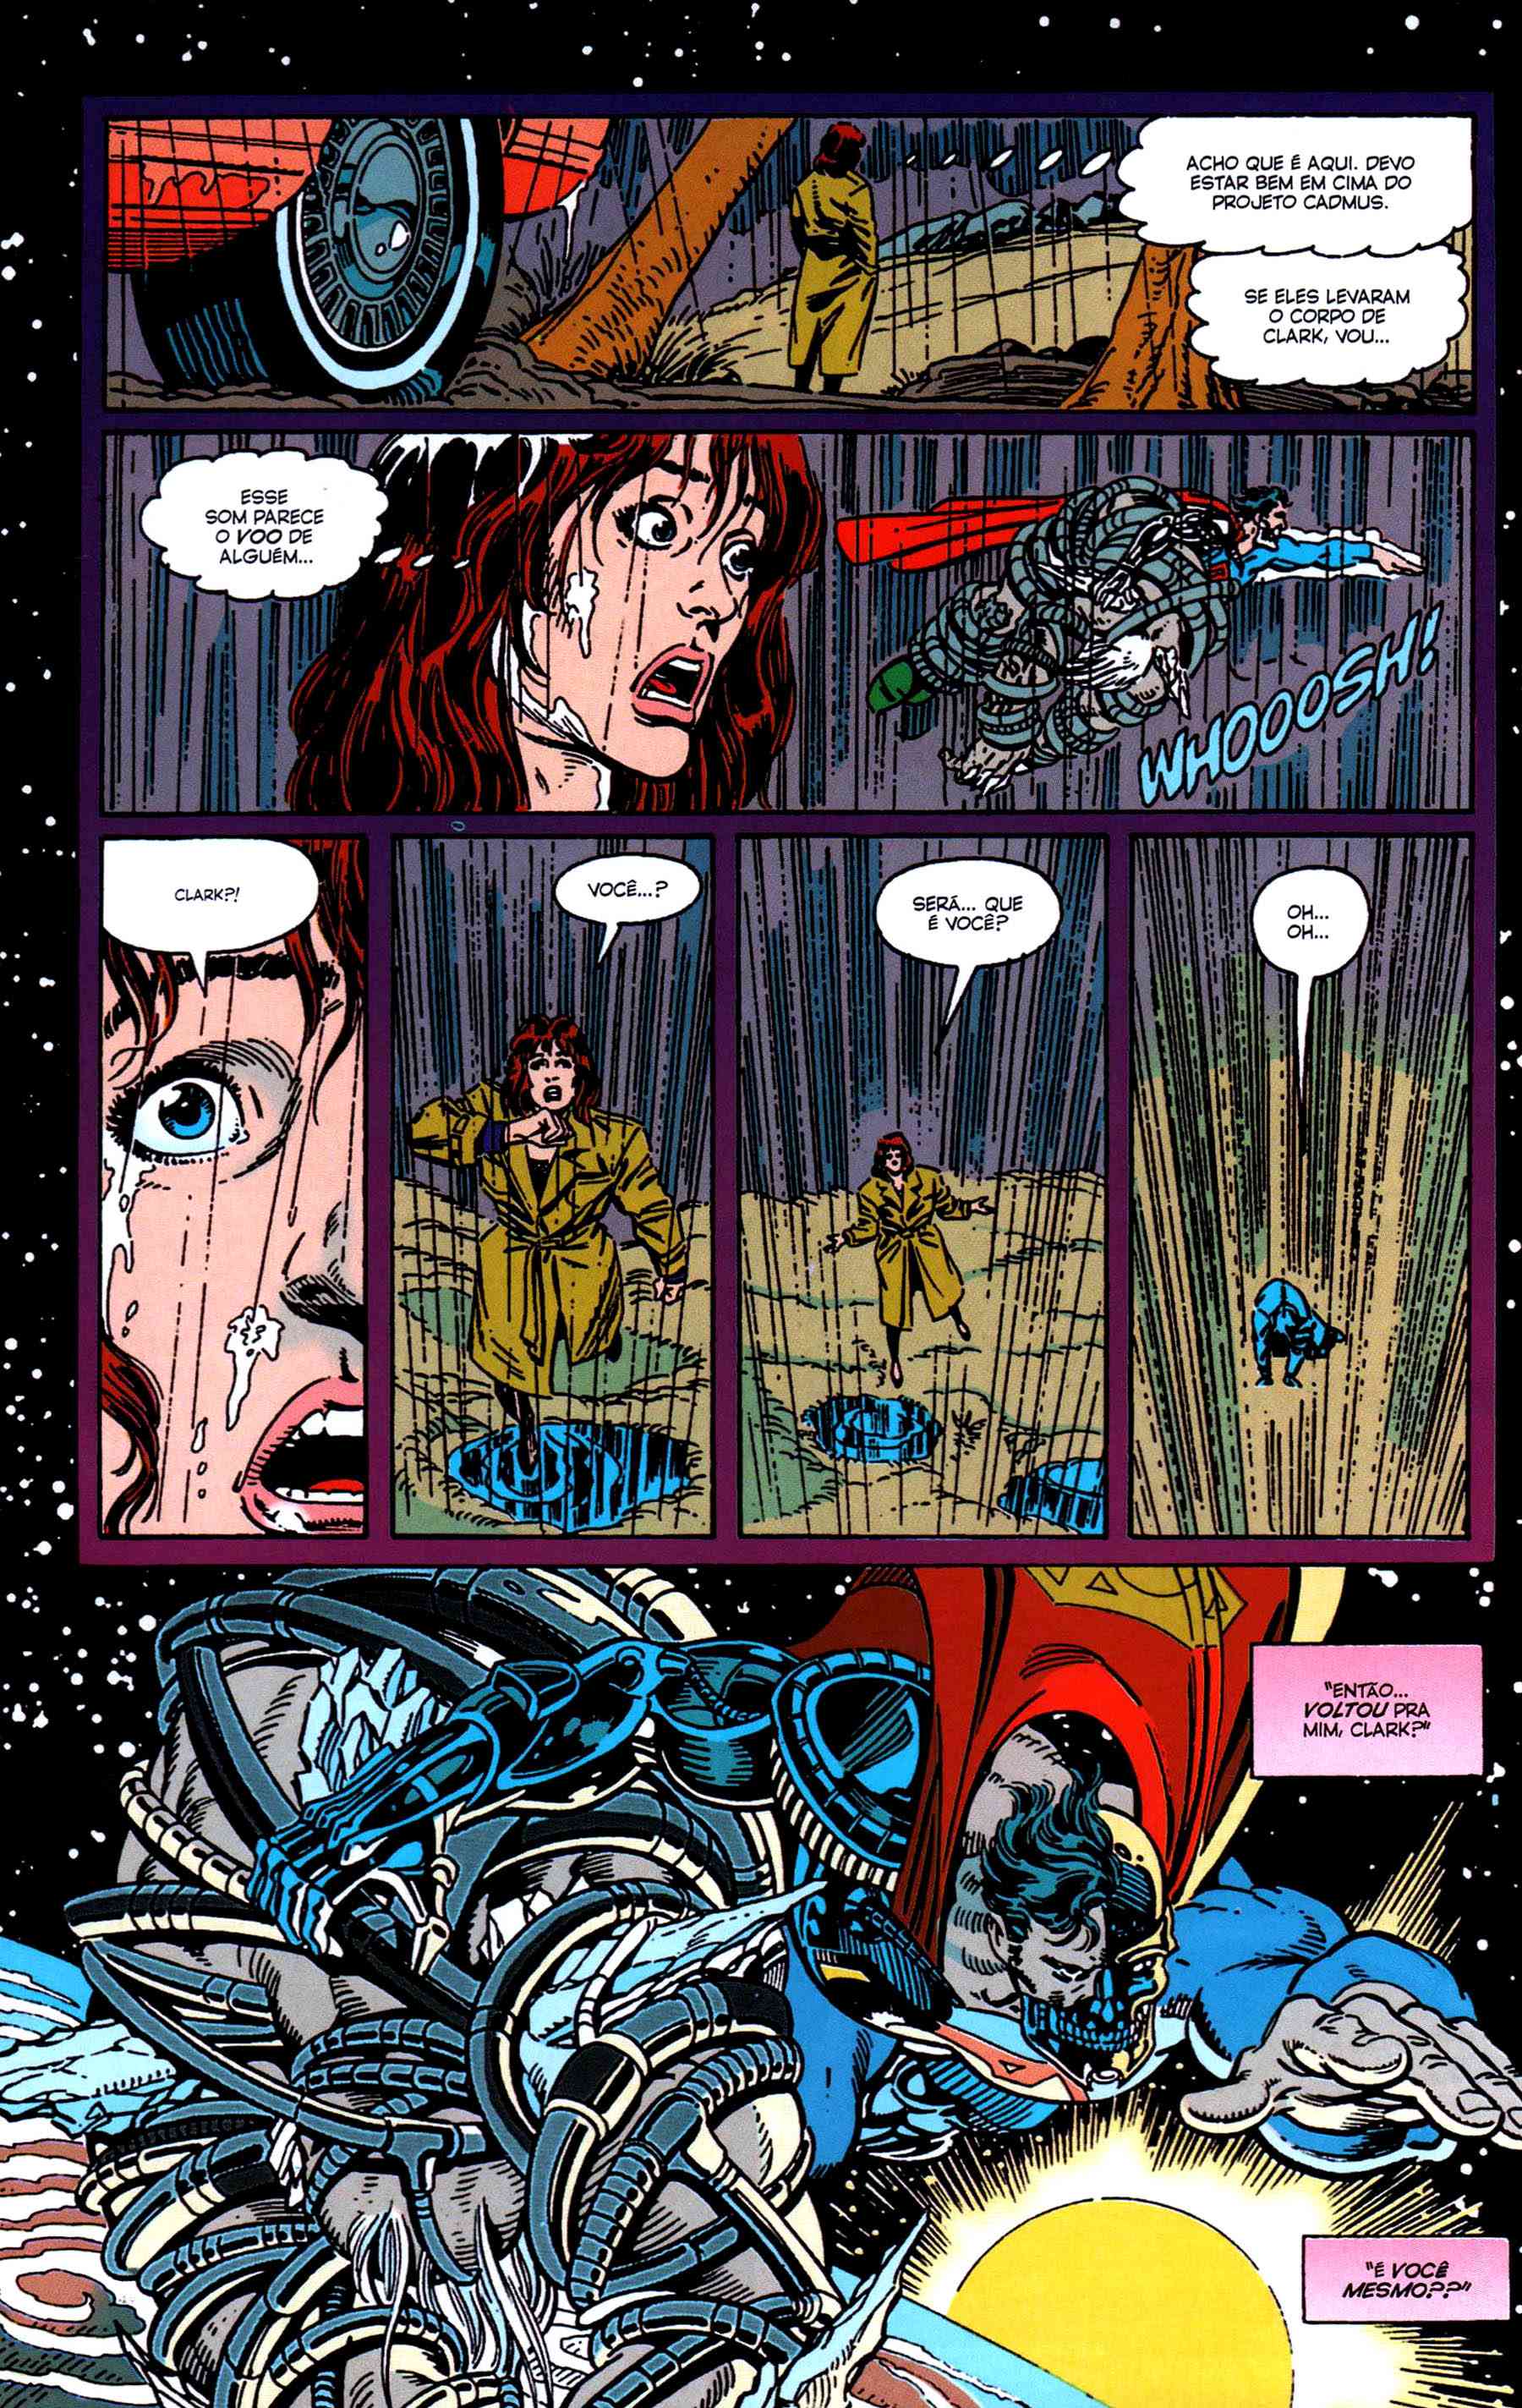 ACHO QUE É AQUI. DEVO
ESTAR BEM EM CIMA DO
PROJETO CADMUS.
SE ELES LEVARAM
O CORPO DE
CLARK, VOU...
ESSE
SOM PARECE
O VOO DE
ALGUÉM...
WHOOOSH!
CLARK?!
VOCÊ...?
SERÁ... QUE
É VOCÊ?
OH...
OH...
"ENTÃO...
VOLTOU PRA
MIM, CLARK?"
"É VOCÊ
MESMO??"